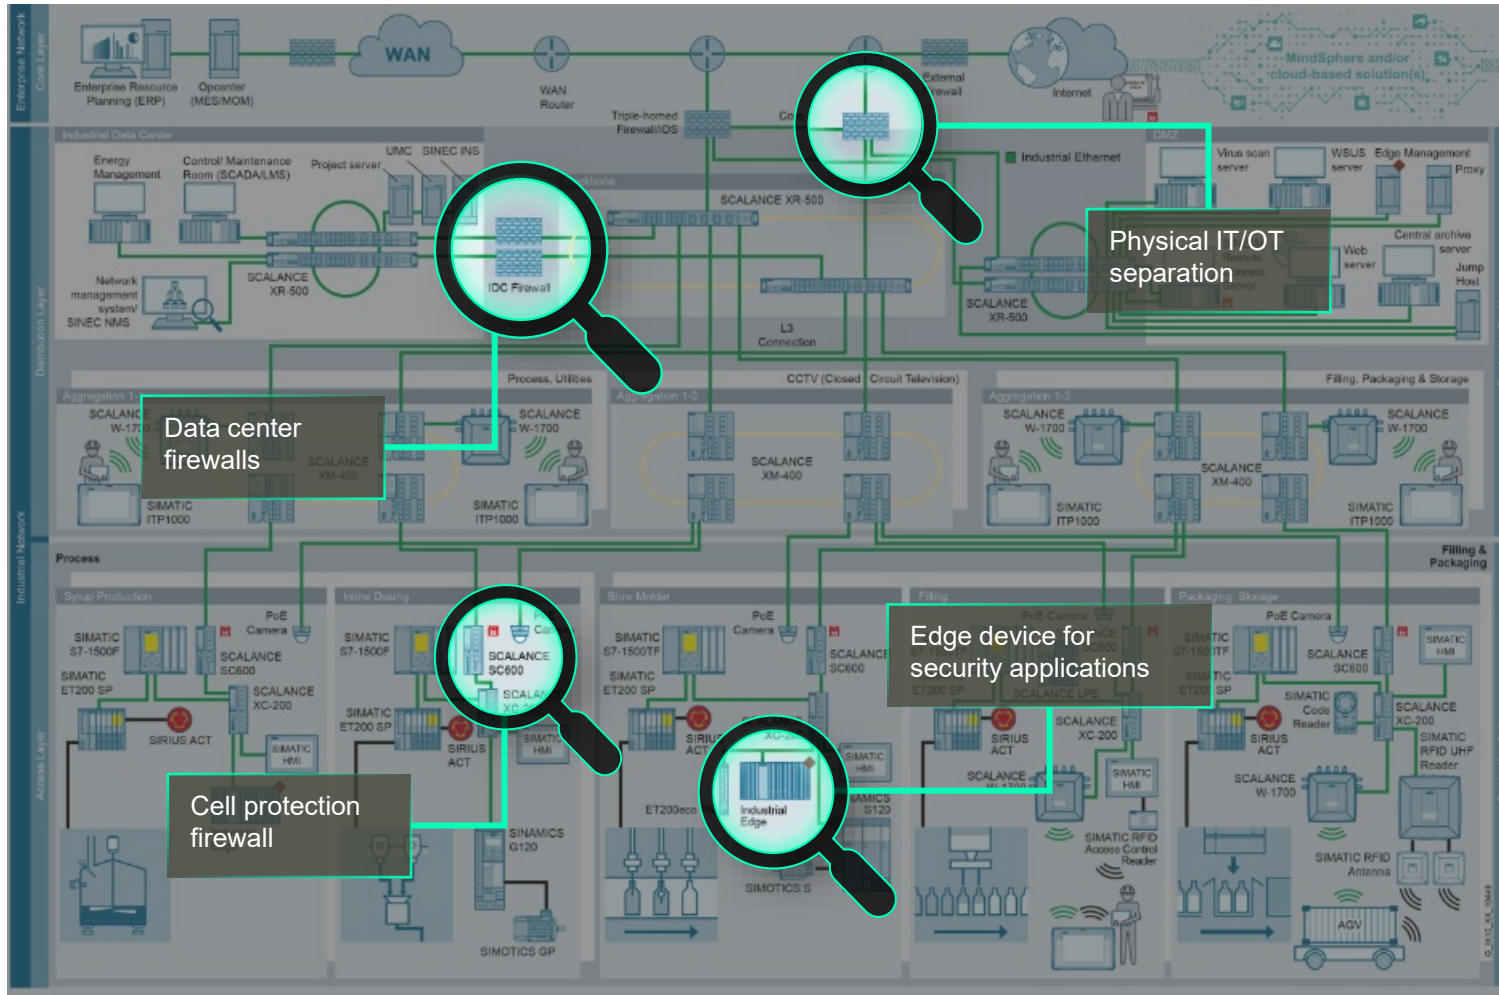 Enterprise Network
Core Layer
Enterprise Resource
Planning (ERP)
Opcenter
(MES/MOM)
WAN
WAN
Router
Triple-homed
Firewall/IDS
External
Internet
MindSphere and/or
cloud-based solution(s)
Industrial Network
Distribution Layer
Industrial Data Center
Energy
Management
Control/ Maintenance
Room (SCADA/LMS)
Project server
UMC
SINEC INS
SCALANCE
XR-500
Network
management
system/
SINEC NMS
IDC Firewall
SCALANCE XR-500
L3
Connection
Industrial Ethernet
DMZ
Virus scan
server
WSUS
server
Edge Management
Proxy
Physical IT/OT
separation
Web
server
Central archive
server
Jump
Host
SCALANCE
XR-500
Process, Utilities
SCALANCE
W-1700
Data center
firewalls
SCALANCE
XM-400
SIMATIC
ITP1000
SCALANCE
W-1700
SIMATIC
ITP1000
CCTV (Closed Circuit Television)
Aggregation 1-2
SCALANCE
XM-400
Filling, Packaging & Storage
Aggregation 1-3
SCALANCE
W-1700
SIMATIC
ITP1000
SCALANCE
XM-400
SCALANCE
W-1700
SIMATIC
ITP1000
Access Layer
Process
Filling &
Packaging
Syrup Production
PoE
Camera
SIMATIC
S7-1500F
SCALANCE
SC600
SIMATIC
ET200 SP
SCALANCE
XC-200
SIRIUS ACT
SIMATIC
HMI
Cell protection
firewall
Inline Dosing
SIMATIC
S7-1500F
SCALANCE
SC600
SIMATIC
ET200 SP
SIRIUS
ACT
SIMATIC
HMI
SINAMICS
G120
SIMOTICS GP
Blow Molder
PoE
Camera
SIMATIC
S7-1500TF
SCALANCE
SC600
SIMATIC
ET200 SP
SIRIUS
ACT
SIMATIC
HMI
Industrial
Edge
S120
SIMOTICS S
Filling
PoE Camera
Edge device for
security applications
SCALANCE LPE
SIRIUS
ACT
SCALANCE
XC-200
SCALANCE
W-1700
SIMATIC
HMI
SIMATIC RFID
Access Control
Reader
Packaging, Storage
PoE
Camera
SCALANCE
SC600
SIMATIC
HMI
SIMATIC
Code
Reader
SCALANCE
XC-200
SIRIUS
ACT
SCALANCE
W-1700
SIMATIC
RFID UHF
Reader
SIMATIC RFID
Antenna
AGV
G_IK10_XX_10449